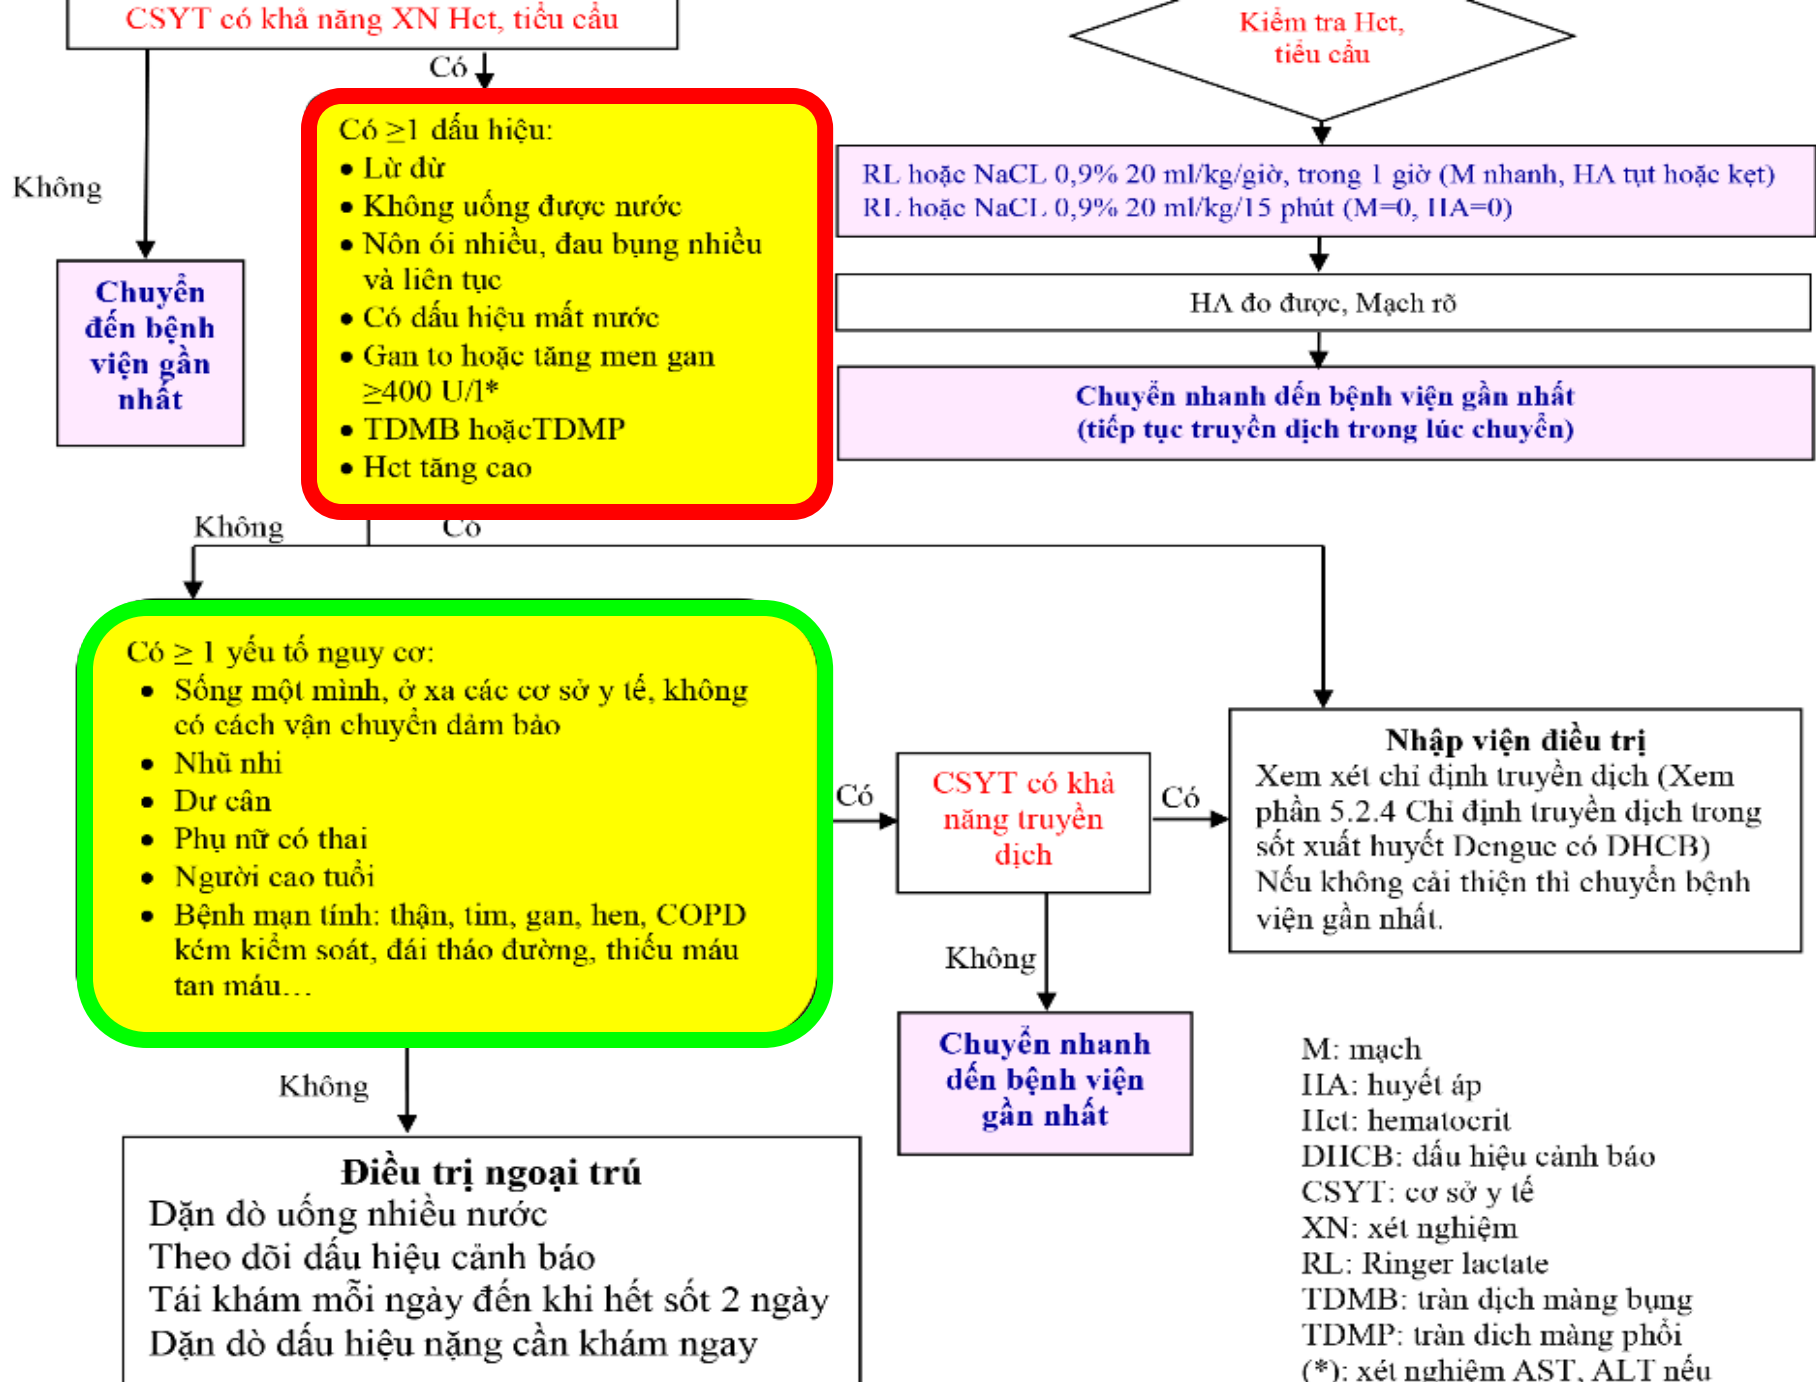 CSYT có khả năng XN Hct, tiểu cầu
Có
Không
Chuyển
đến bệnh
viện gần
nhất
Có ≥1 dấu hiệu:
• Lừ đừ
• Không uống được nước
• Nôn ói nhiều, đau bụng nhiều
và liên tục
• Có dấu hiệu mất nước
• Gan to hoặc tăng men gan
≥400 U/l*
• TDMB hoặcTDMP
• Hct tăng cao
Kiểm tra Hct,
tiểu cầu
RL hoặc NaCL 0,9% 20 ml/kg/giờ, trong 1 giờ (M nhanh, HA tụt hoặc kẹt)
RL hoặc NaCL 0,9% 20 ml/kg/15 phút (M=0, HA=0)
HA đo được, Mạch rõ
Chuyển nhanh đến bệnh viện gần nhất
(tiếp tục truyền dịch trong lúc chuyển)
Không
Có
Có ≥ 1 yếu tố nguy cơ:
• Sống một mình, ở xa các cơ sở y tế, không
có cách vận chuyển đảm bảo
• Nhũ nhi
• Dư cân
• Phụ nữ có thai
• Người cao tuổi
• Bệnh mạn tính: thận, tim, gan, hen, COPD
kém kiểm soát, đái tháo đường, thiếu máu
tan máu…
Có
CSYT có khả
năng truyền
dịch
Có
Nhập viện điều trị
Xem xét chỉ định truyền dịch (Xem
phần 5.2.4 Chỉ định truyền dịch trong
sốt xuất huyết Dengue có DHCB)
Nếu không cải thiện thì chuyển bệnh
viện gần nhất.
Không
Chuyển nhanh
đến bệnh viện
gần nhất
Không
Điều trị ngoại trú
Dặn dò uống nhiều nước
Theo dõi dấu hiệu cảnh báo
Tái khám mỗi ngày đến khi hết sốt 2 ngày
Dặn dò dấu hiệu nặng cần khám ngay
M: mạch
HA: huyết áp
Hct: hematocrit
DHCB: dấu hiệu cảnh báo
CSYT: cơ sở y tế
XN: xét nghiệm
RL: Ringer lactate
TDMB: tràn dịch màng bụng
TDMP: tràn dich màng phổi
(*): xét nghiệm AST, ALT nếu